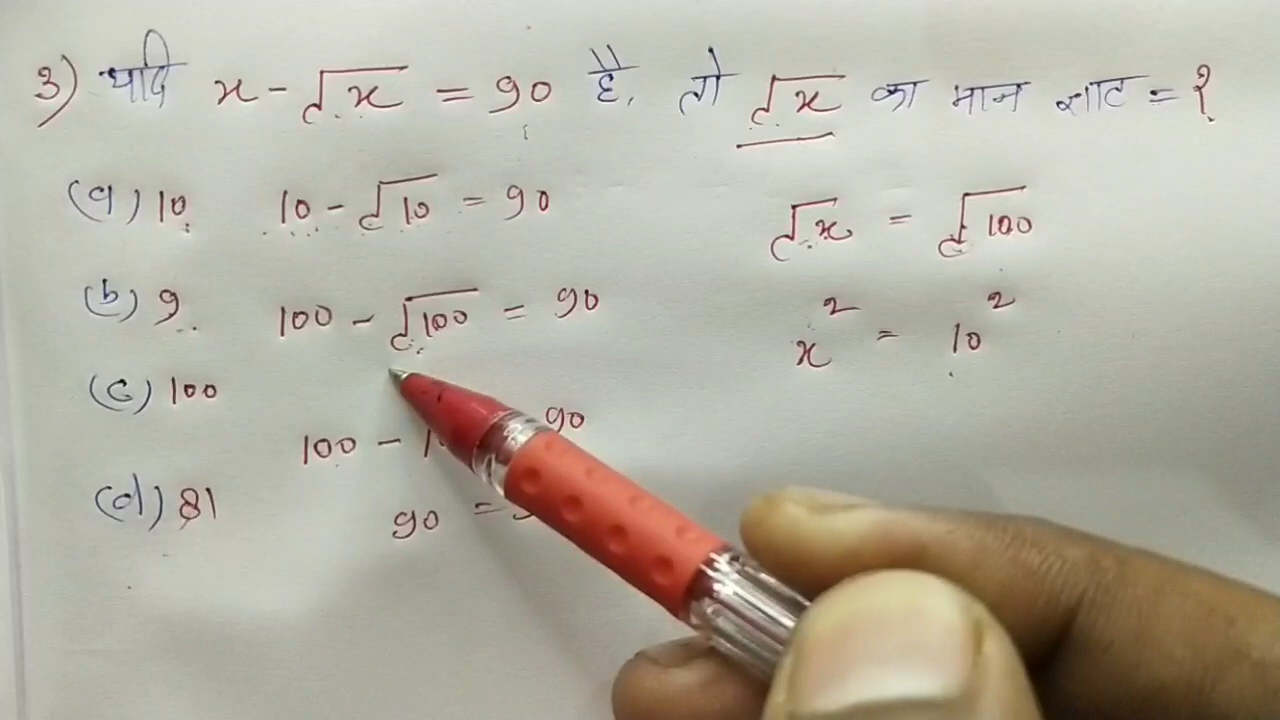 3) यदि x - √x = 90 है, तो √x का मान ज्ञात = ?
(a) 10 10 - √10 = 90 √x = √100
(b) 9 100 - √100 = 90 x² = 10²
(c) 100
100 - 90
(d) 81 90 =